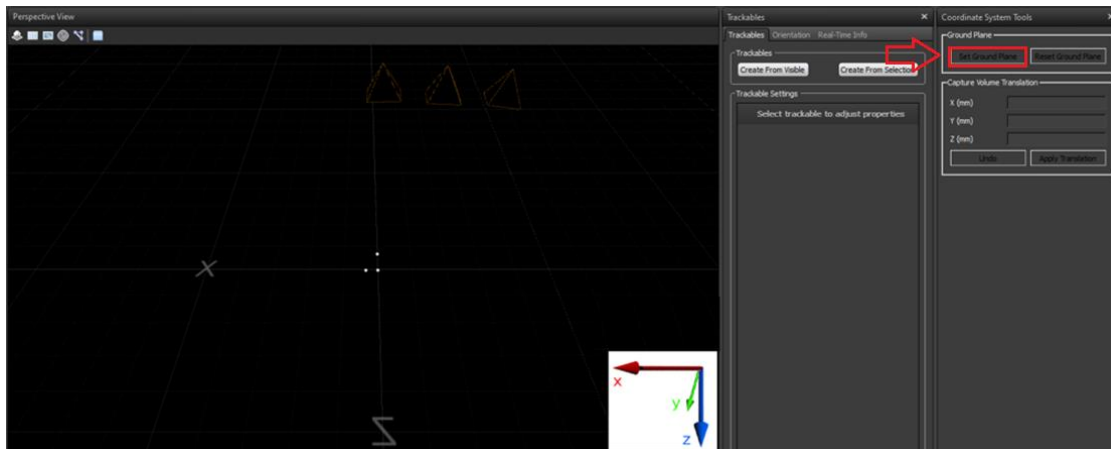 Perspective View
Trackables
Coordinate System Tools
Trackables Orientation Real-Time Info
Trackables
Create From Visible
Create From Selection
Trackable Settings
Select trackable to adjust properties
Ground Plane
Set Ground Plane
Reset Ground Plane
Capture Volume Translation
X (mm)
Y (mm)
Z (mm)
Undo
Apply Translation
X
Z
x
y
z